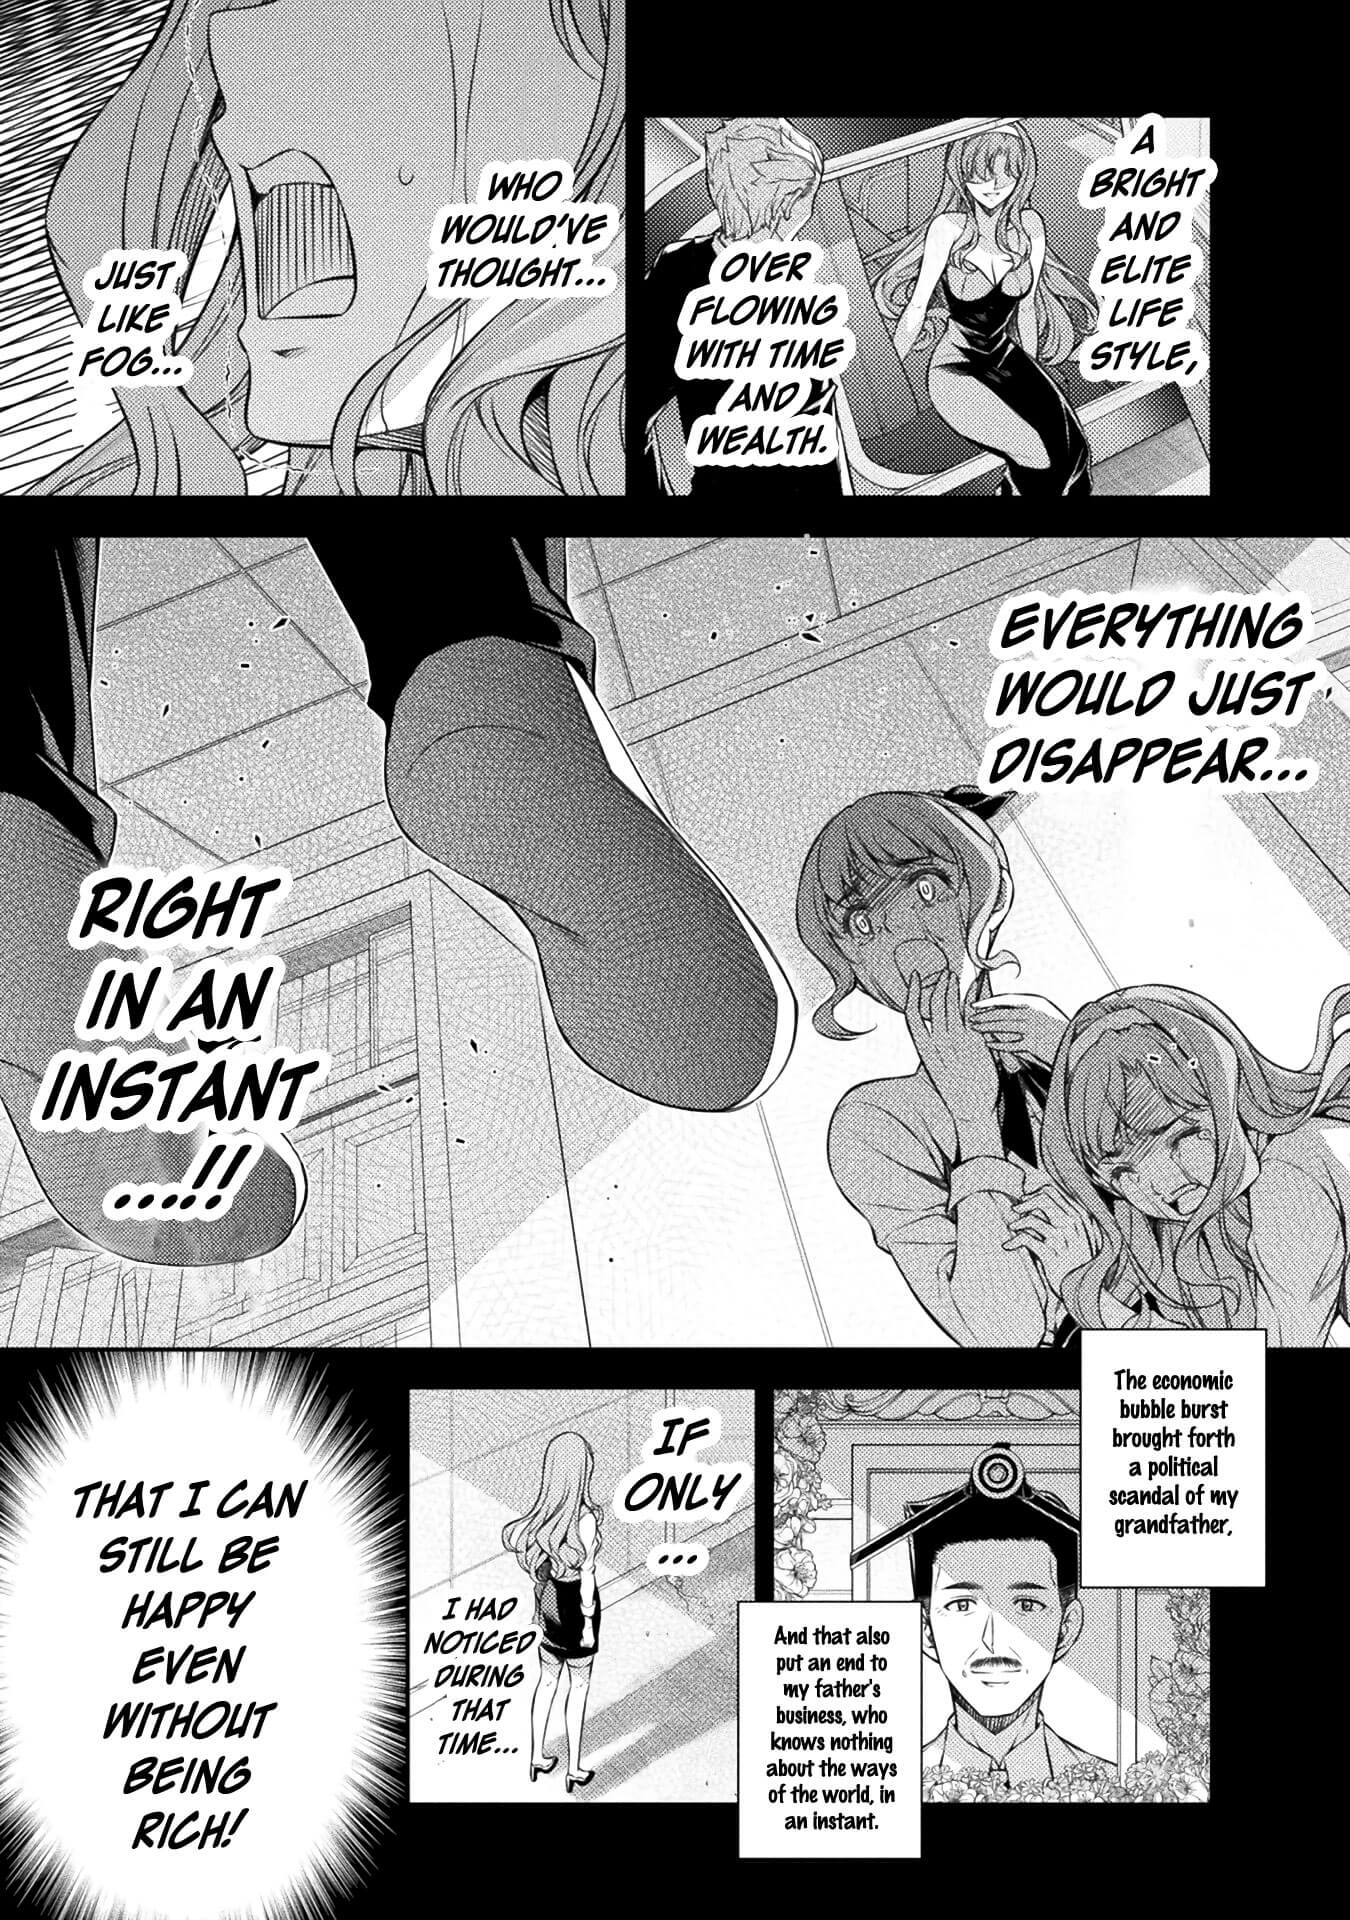 A
BRIGHT
AND
ELITE
LIFE
STYLE,
OVER
FLOWING
WITH TIME
AND
WEALTH.
WHO
WOULD'VE
THOUGHT...
JUST
LIKE
FOG...
EVERYTHING
WOULD JUST
DISAPPEAR...
RIGHT
IN AN
INSTANT
...!!
The economic
bubble burst
brought forth
a political
scandal of my
grandfather,
And that also
put an end to
my father's
business, who
knows nothing
about the ways
of the world, in
an instant.
IF
ONLY
...
I HAD
NOTICED
DURING
THAT
TIME...
THAT I CAN
STILL BE
HAPPY
EVEN
WITHOUT
BEING
RICH!